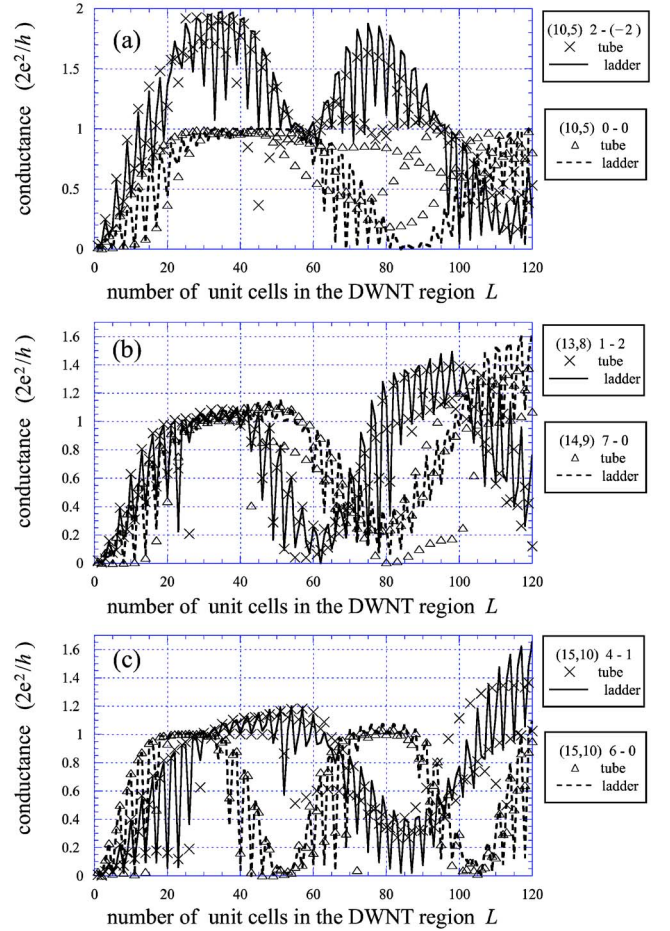 (a)
conductance (2e²/h)
2
1.5
1
0.5
0
0 20 40 60 80 100 120
number of unit cells in the DWNT region L
(10,5) 2 - (−2)
× tube
ladder
(10,5) 0 - 0
△ tube
ladder
(b)
conductance (2e²/h)
1.6
1.4
1.2
1
0.8
0.6
0.4
0.2
0
0 20 40 60 80 100 120
number of unit cells in the DWNT region L
(13,8) 1 - 2
× tube
ladder
(14,9) 7 - 0
△ tube
ladder
(c)
conductance (2e²/h)
1.6
1.4
1.2
1
0.8
0.6
0.4
0.2
0
0 20 40 60 80 100 120
number of unit cells in the DWNT region L
(15,10) 4 - 1
× tube
ladder
(15,10) 6 - 0
△ tube
ladder